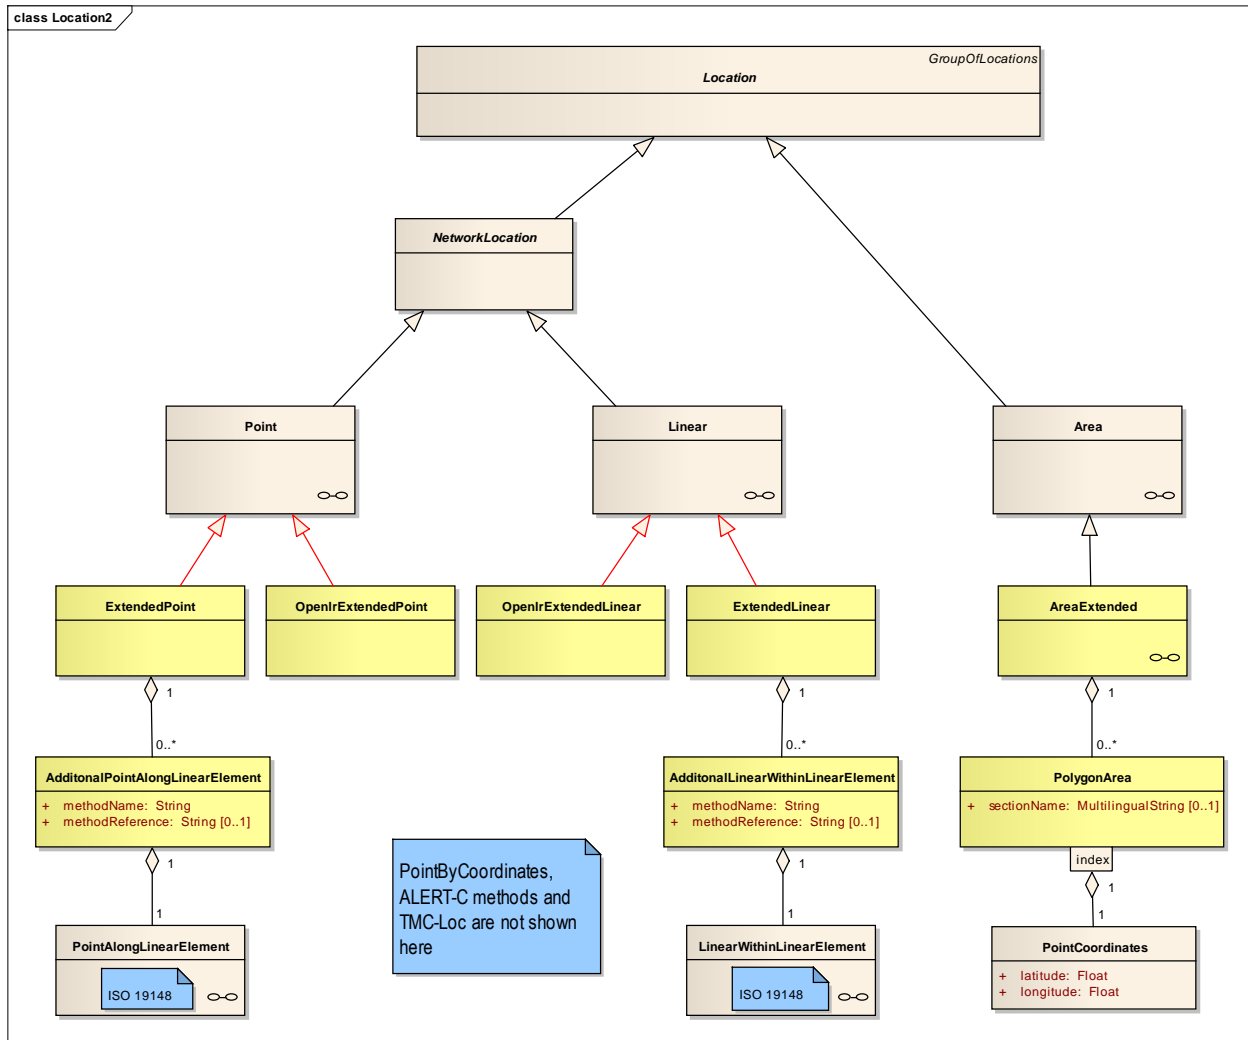 class Location2
GroupOfLocations
Location
NetworkLocation
Point
Linear
Area
ExtendedPoint
OpenlrExtendedPoint
OpenlrExtendedLinear
ExtendedLinear
AreaExtended
1
1
1
0..*
0..*
0..*
AdditonalPointAlongLinearElement
+ methodName: String
+ methodReference: String [0..1]
AdditonalLinearWithinLinearElement
+ methodName: String
+ methodReference: String [0..1]
PolygonArea
+ sectionName: MultilingualString [0..1]
index
PointByCoordinates,
ALERT-C methods and
TMC-Loc are not shown
here
1
1
1
1
1
1
PointAlongLinearElement
ISO 19148
LinearWithinLinearElement
ISO 19148
PointCoordinates
+ latitude: Float
+ longitude: Float